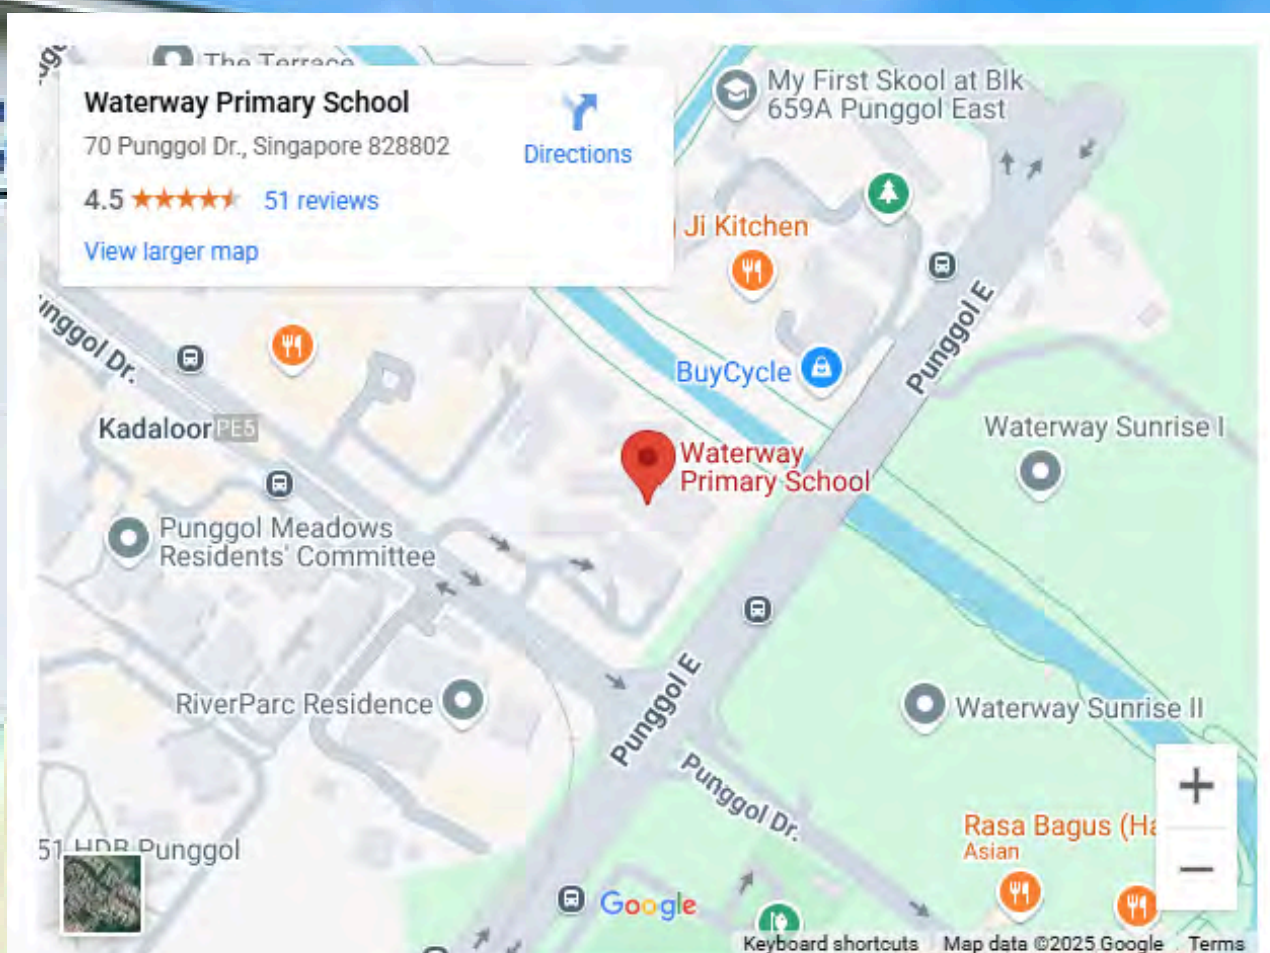 The Terrace
Waterway Primary School
70 Punggol Dr., Singapore 828802
Directions
4.5
51 reviews
View larger map
My First Skool at Blk
659A Punggol East
Ji Kitchen
Punggol E
BuyCycle
Punggol Dr.
Kadaloor PE5
Waterway
Primary School
Waterway Sunrise I
Punggol Meadows
Residents' Committee
RiverParc Residence
Punggol E
Waterway Sunrise II
Punggol Dr.
Rasa Bagus (Ha
Asian
51 HDB Punggol
Google
Keyboard shortcuts
Map data ©2025 Google
Terms